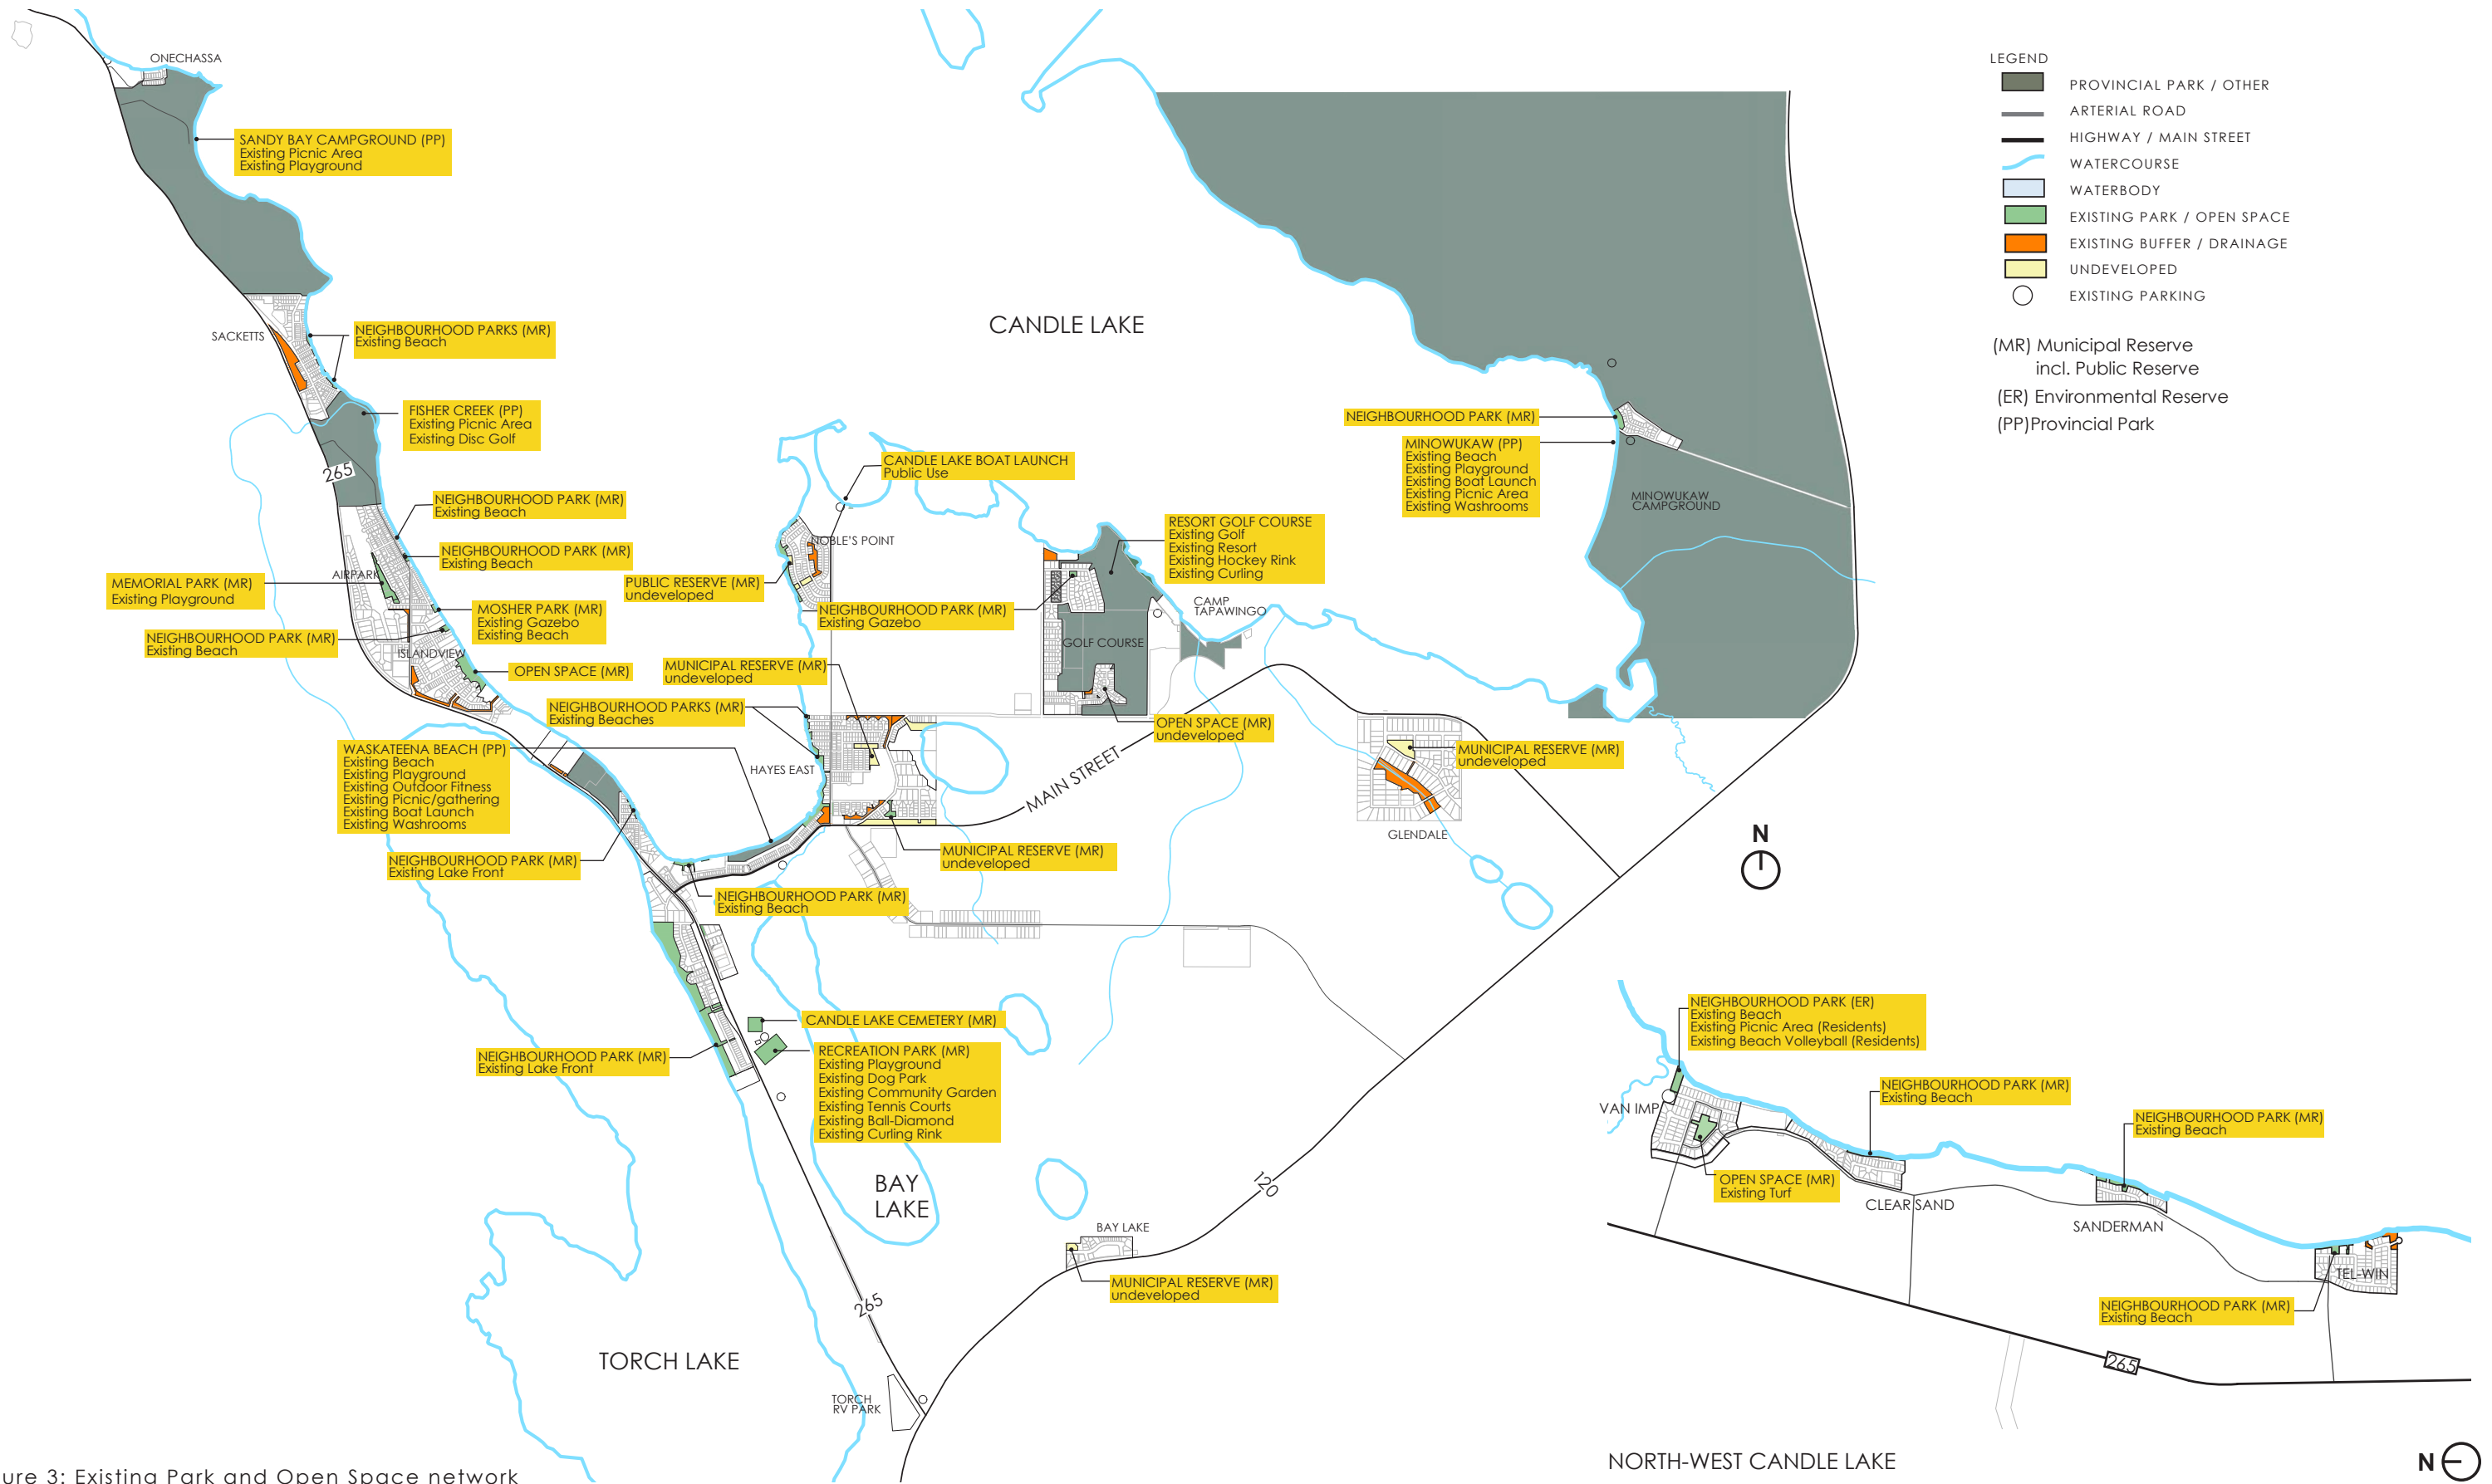 ONECHASSA
SANDY BAY CAMPGROUND (PP)
Existing Picnic Area
Existing Playground
SACKETTS
NEIGHBOURHOOD PARKS (MR)
Existing Beach
FISHER CREEK (PP)
Existing Picnic Area
Existing Disc Golf
265
NEIGHBOURHOOD PARK (MR)
Existing Beach
NEIGHBOURHOOD PARK (MR)
Existing Beach
AIRPARK
MEMORIAL PARK (MR)
Existing Playground
MOSHER PARK (MR)
Existing Gazebo
Existing Beach
NEIGHBOURHOOD PARK (MR)
Existing Beach
ISLANDVIEW
OPEN SPACE (MR)
CANDLE LAKE
CANDLE LAKE BOAT LAUNCH
Public Use
NOBLE'S POINT
PUBLIC RESERVE (MR)
undeveloped
NEIGHBOURHOOD PARK (MR)
Existing Gazebo
RESORT GOLF COURSE
Existing Golf
Existing Resort
Existing Hockey Rink
Existing Curling
CAMP
TAPAWINGO
GOLF COURSE
MUNICIPAL RESERVE (MR)
undeveloped
NEIGHBOURHOOD PARKS (MR)
Existing Beaches
OPEN SPACE (MR)
undeveloped
WASKATEENA BEACH (PP)
Existing Beach
Existing Playground
Existing Outdoor Fitness
Existing Picnic/gathering
Existing Boat Launch
Existing Washrooms
HAYES EAST
MAIN STREET
NEIGHBOURHOOD PARK (MR)
Existing Lake Front
MUNICIPAL RESERVE (MR)
undeveloped
NEIGHBOURHOOD PARK (MR)
Existing Beach
NEIGHBOURHOOD PARK (MR)
MINOWUKAW (PP)
Existing Beach
Existing Playground
Existing Boat Launch
Existing Picnic Area
Existing Washrooms
MINOWUKAW
CAMPGROUND
MUNICIPAL RESERVE (MR)
undeveloped
GLENDALE
N
CANDLE LAKE CEMETERY (MR)
NEIGHBOURHOOD PARK (MR)
Existing Lake Front
RECREATION PARK (MR)
Existing Playground
Existing Dog Park
Existing Community Garden
Existing Tennis Courts
Existing Ball-Diamond
Existing Curling Rink
BAY
LAKE
120
BAY LAKE
MUNICIPAL RESERVE (MR)
undeveloped
265
TORCH LAKE
TORCH
RV PARK
LEGEND
PROVINCIAL PARK / OTHER
ARTERIAL ROAD
HIGHWAY / MAIN STREET
WATERCOURSE
WATERBODY
EXISTING PARK / OPEN SPACE
EXISTING BUFFER / DRAINAGE
UNDEVELOPED
EXISTING PARKING
(MR) Municipal Reserve
incl. Public Reserve
(ER) Environmental Reserve
(PP)Provincial Park
NEIGHBOURHOOD PARK (ER)
Existing Beach
Existing Picnic Area (Residents)
Existing Beach Volleyball (Residents)
VAN IMP
NEIGHBOURHOOD PARK (MR)
Existing Beach
NEIGHBOURHOOD PARK (MR)
Existing Beach
OPEN SPACE (MR)
Existing Turf
CLEAR SAND
SANDERMAN
TEL-WIN
NEIGHBOURHOOD PARK (MR)
Existing Beach
265
NORTH-WEST CANDLE LAKE
N
ure 3: Existing Park and Open Space network